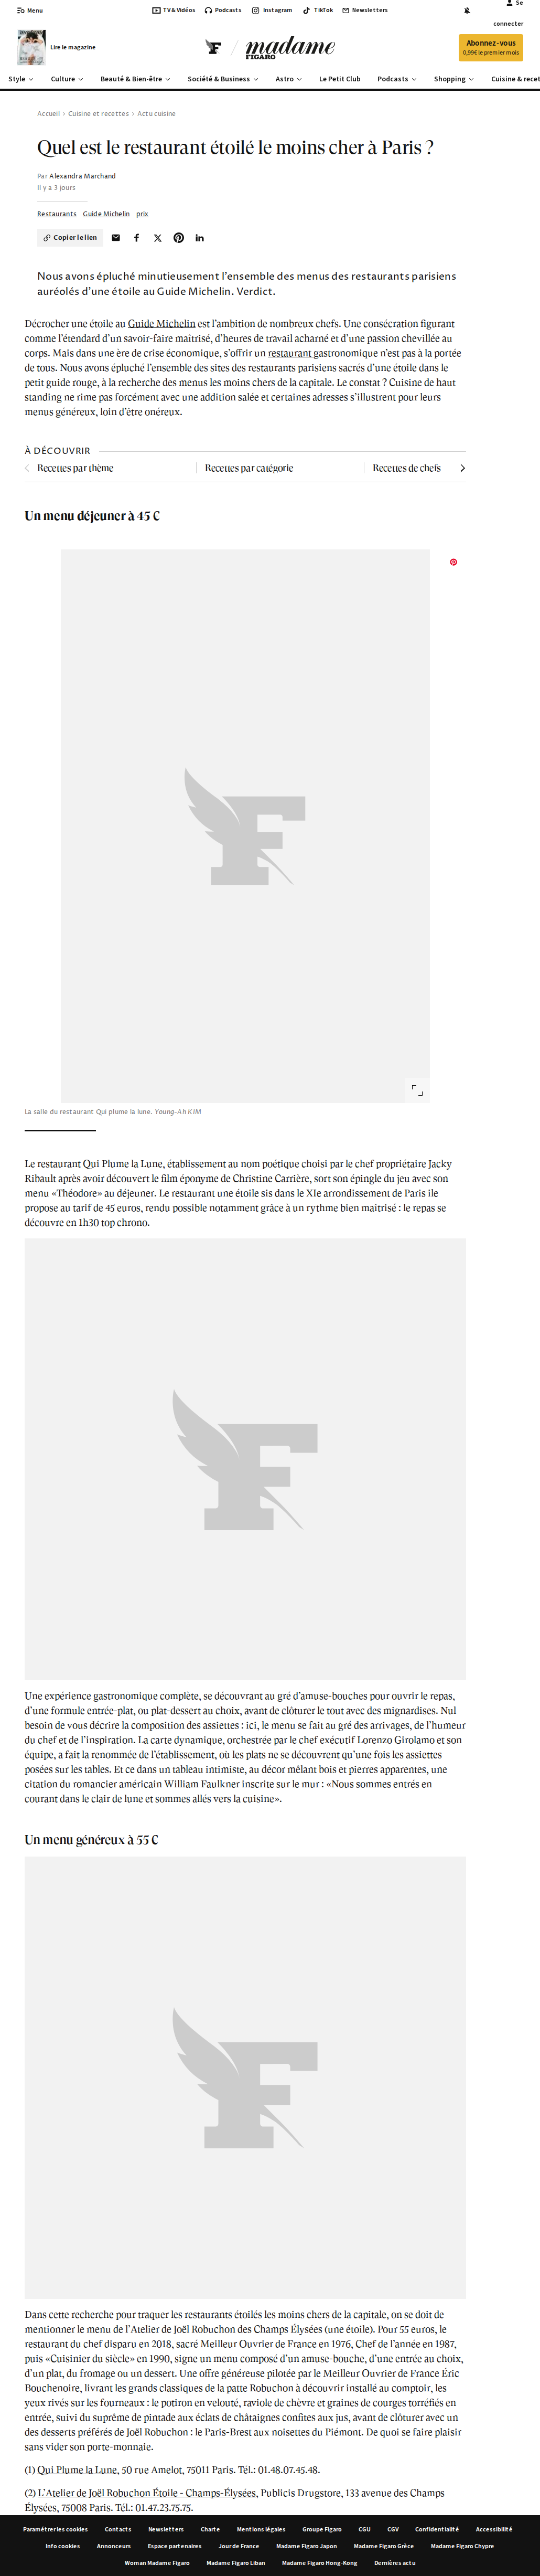 Menu
TV & Vidéos
Podcasts
Instagram
TikTok
Newsletters
Se
connecter
Lire le magazine
madame
FIGARO
Abonnez-vous
0,99€ le premier mois
Style
Culture
Beauté & Bien-être
Société & Business
Astro
Le Petit Club
Podcasts
Shopping
Cuisine & recet
Accueil > Cuisine et recettes > Actu cuisine
Quel est le restaurant étoilé le moins cher à Paris ?
Par Alexandra Marchand
Il y a 3 jours
Restaurants Guide Michelin prix
Copier le lien
Nous avons épluché minutieusement l'ensemble des menus des restaurants parisiens
auréolés d'une étoile au Guide Michelin. Verdict.
Décrocher une étoile au Guide Michelin est l'ambition de nombreux chefs. Une consécration figurant
comme l'étendard d'un savoir-faire maitrisé, d'heures de travail acharné et d'une passion chevillée au
corps. Mais dans une ère de crise économique, s'offrir un restaurant gastronomique n'est pas à la portée
de tous. Nous avons épluché l'ensemble des sites des restaurants parisiens sacrés d'une étoile dans le
petit guide rouge, à la recherche des menus les moins chers de la capitale. Le constat ? Cuisine de haut
standing ne rime pas forcément avec une addition salée et certaines adresses s'illustrent pour leurs
menus généreux, loin d'être onéreux.
À DÉCOUVRIR
Recettes par thème
Recettes par catégorie
Recettes de chefs
Un menu déjeuner à 45 €
La salle du restaurant Qui plume la lune. Young-Ah KIM
Le restaurant Qui Plume la Lune, établissement au nom poétique choisi par le chef propriétaire Jacky
Ribault après avoir découvert le film éponyme de Christine Carrière, sort son épingle du jeu avec son
menu «Théodore» au déjeuner. Le restaurant une étoile sis dans le XIe arrondissement de Paris ile
propose au tarif de 45 euros, rendu possible notamment grâce à un rythme bien maitrisé : le repas se
découvre en 1h30 top chrono.
Une expérience gastronomique complète, se découvrant au gré d'amuse-bouches pour ouvrir le repas,
d'une formule entrée-plat, ou plat-dessert au choix, avant de clôturer le tout avec des mignardises. Nul
besoin de vous décrire la composition des assiettes : ici, le menu se fait au gré des arrivages, de l'humeur
du chef et de l'inspiration. La carte dynamique, orchestrée par le chef exécutif Lorenzo Girolamo et son
équipe, a fait la renommée de l'établissement, où les plats ne se découvrent qu'une fois les assiettes
posées sur les tables. Et ce dans un tableau intimiste, au décor mêlant bois et pierres apparentes, une
citation du romancier américain William Faulkner inscrite sur le mur : «Nous sommes entrés en
courant dans le clair de lune et sommes allés vers la cuisine».
Un menu généreux à 55 €
Dans cette recherche pour traquer les restaurants étoilés les moins chers de la capitale, on se doit de
mentionner le menu de l'Atelier de Joël Robuchon des Champs Élysées (une étoile). Pour 55 euros, le
restaurant du chef disparu en 2018, sacré Meilleur Ouvrier de France en 1976, Chef de l'année en 1987,
puis «Cuisinier du siècle» en 1990, signe un menu composé d'un amuse-bouche, d'une entrée au choix,
d'un plat, du fromage ou un dessert. Une offre généreuse pilotée par le Meilleur Ouvrier de France Éric
Bouchenoire, livrant les grands classiques de la patte Robuchon à découvrir installé au comptoir, les
yeux rivés sur les fourneaux : le potiron en velouté, raviole de chèvre et graines de courges torréfiés en
entrée, suivi du suprême de pintade aux éclats de châtaignes confites aux jus, avant de clôturer avec un
des desserts préférés de Joël Robuchon : le Paris-Brest aux noisettes du Piémont. De quoi se faire plaisir
sans vider son porte-monnaie.
(1) Qui Plume la Lune, 50 rue Amelot, 75011 Paris. Tél.: 01.48.07.45.48.
(2) L'Atelier de Joël Robuchon Étoile - Champs-Élysées, Publicis Drugstore, 133 avenue des Champs
Élysées, 75008 Paris. Tél.: 01.47.23.75.75.
Paramétrer les cookies
Contacts
Newsletters
Charte
Mentions légales
Groupe Figaro
CGU
CGV
Confidentialité
Accessibilité
Info cookies
Annonceurs
Espace partenaires
Jour de France
Madame Figaro Japon
Madame Figaro Grèce
Madame Figaro Chypre
Woman Madame Figaro
Madame Figaro Liban
Madame Figaro Hong-Kong
Dernières actu